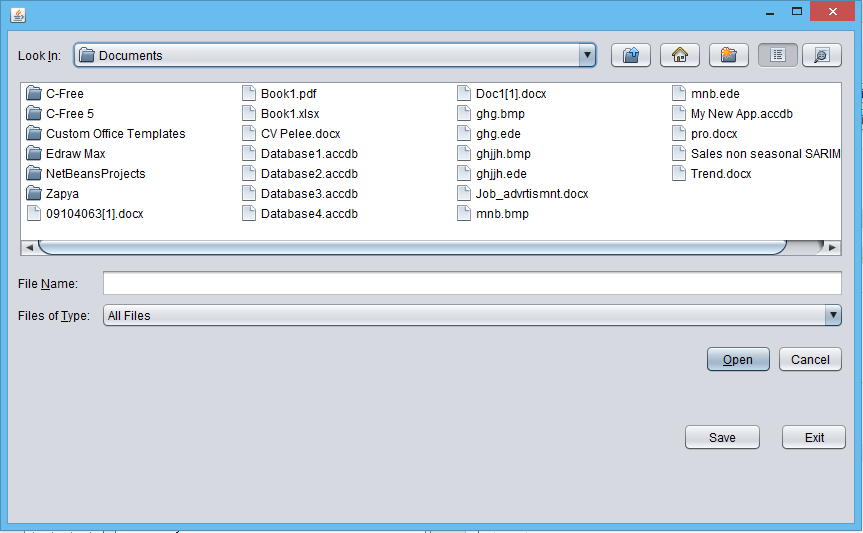 Look In: Documents
C-Free
C-Free 5
Custom Office Templates
Edraw Max
NetBeansProjects
Zapya
09104063[1].docx
Book1.pdf
Book1.xlsx
CV Pelee.docx
Database1.accdb
Database2.accdb
Database3.accdb
Database4.accdb
Doc1[1].docx
ghg.bmp
ghg.ede
ghjjh.bmp
ghjjh.ede
Job_advrtismnt.docx
mnb.bmp
mnb.ede
My New App.accdb
pro.docx
Sales non seasonal SARIM
Trend.docx
File Name:
Files of Type: All Files
Open Cancel
Save Exit